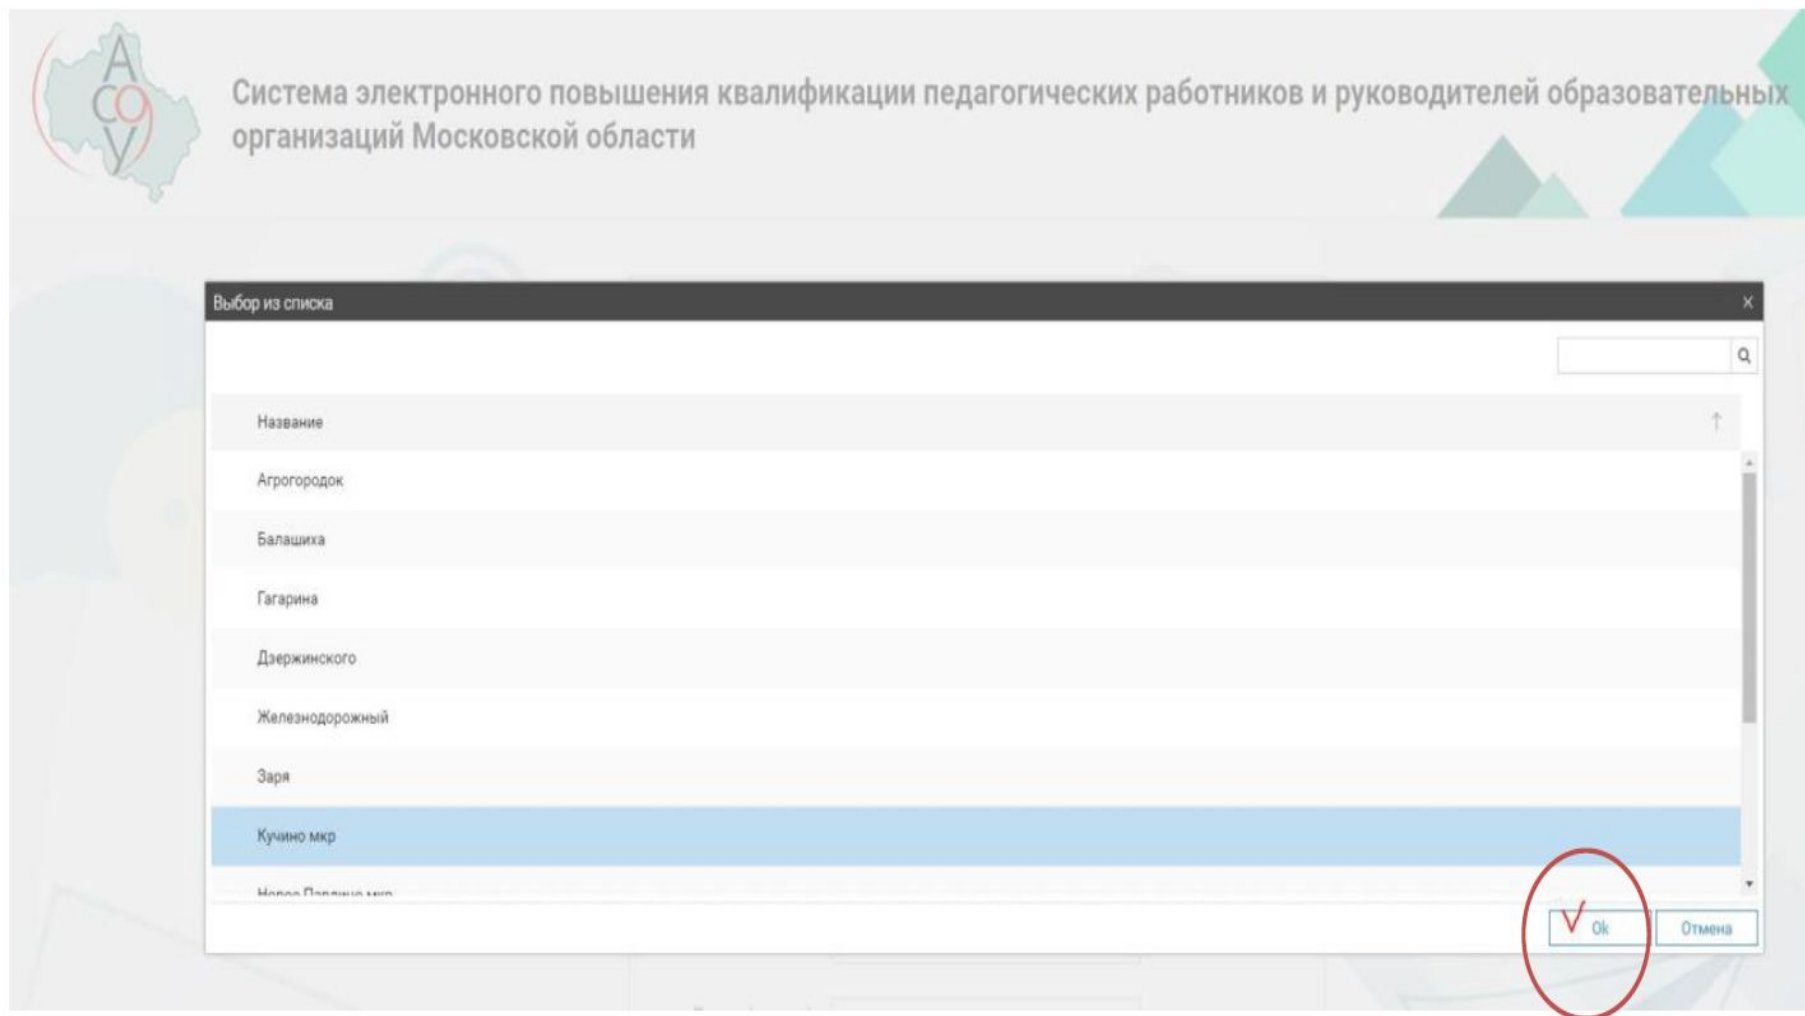 АСОУ
Система электронного повышения квалификации педагогических работников и руководителей образовательных
организаций Московской области
Выбор из списка
Название
Агрогородок
Балашиха
Гагарина
Дзержинского
Железнодорожный
Заря
Кучино мкр
Ok Отмена